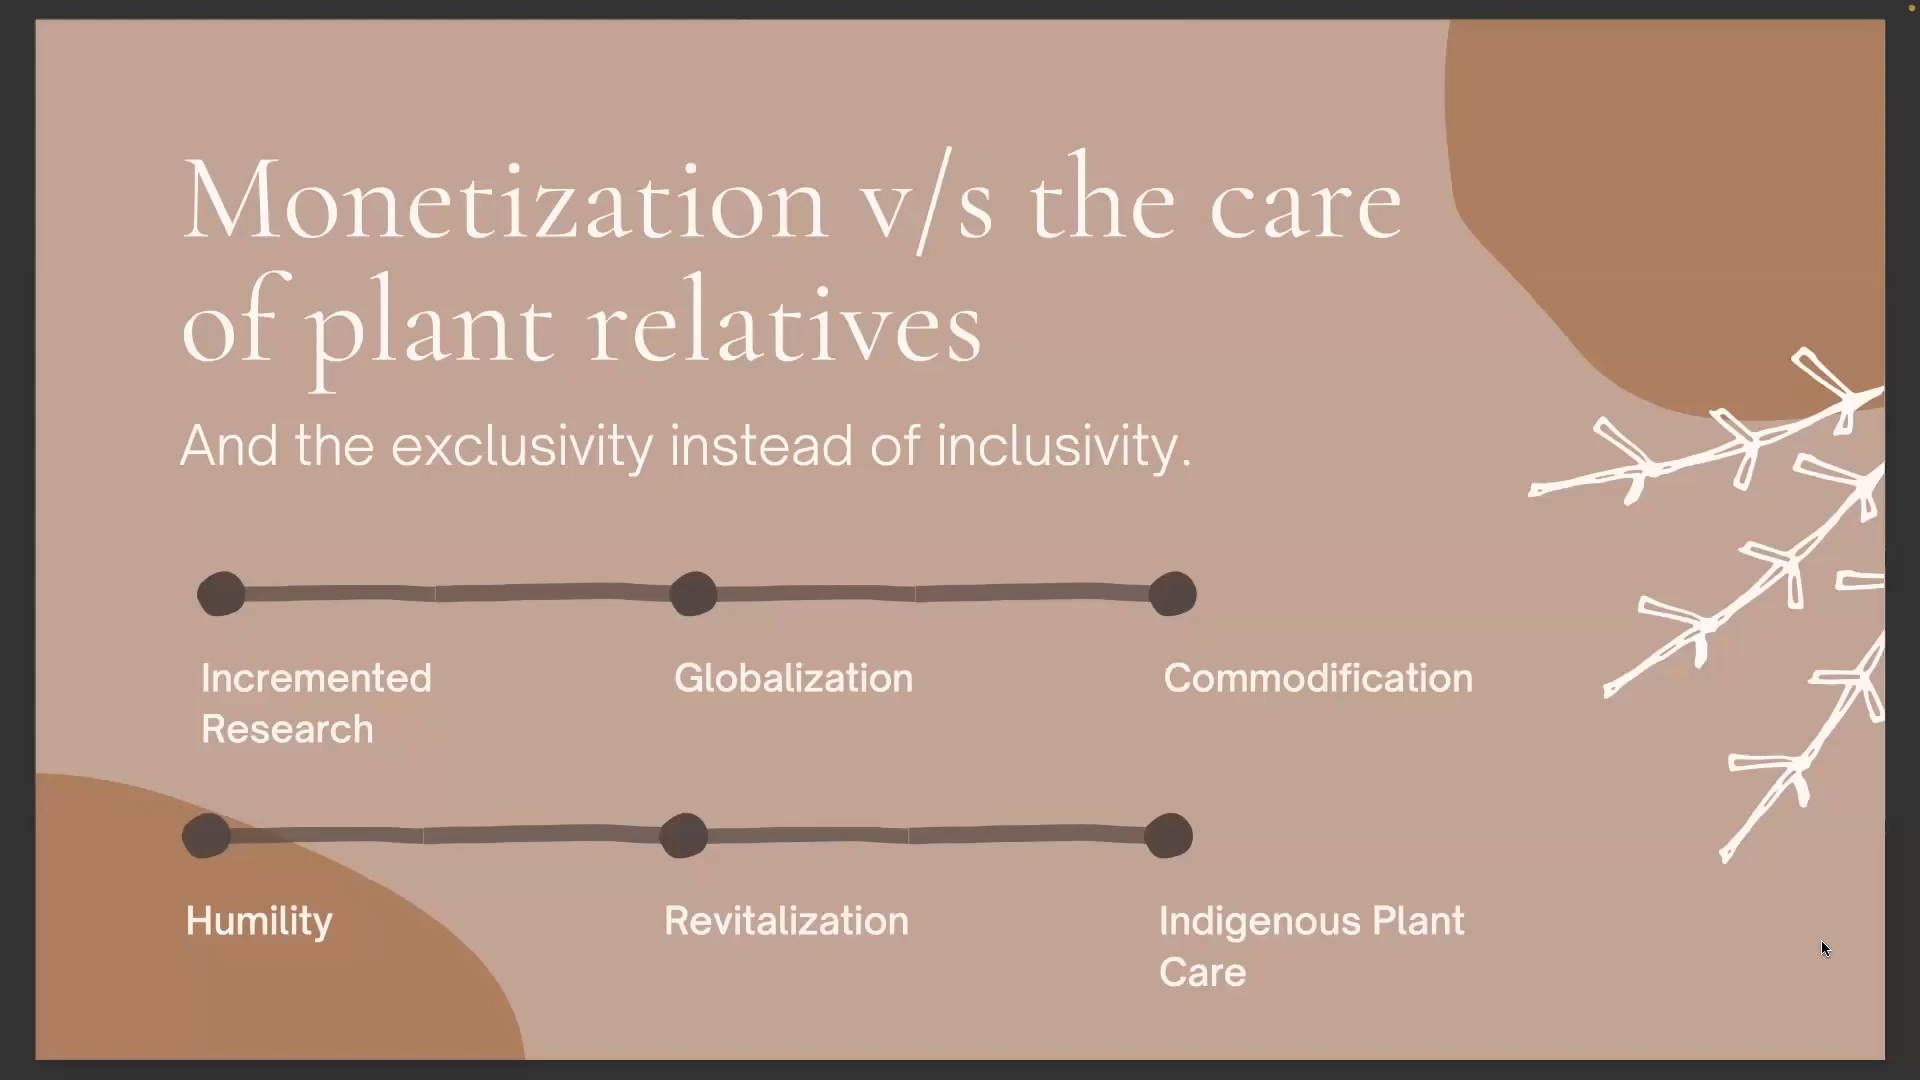 Monetization v/s the care
of plant relatives
And the exclusivity instead of inclusivity.
Incremented
Research
Globalization
Commodification
Humility
Revitalization
Indigenous Plant
Care